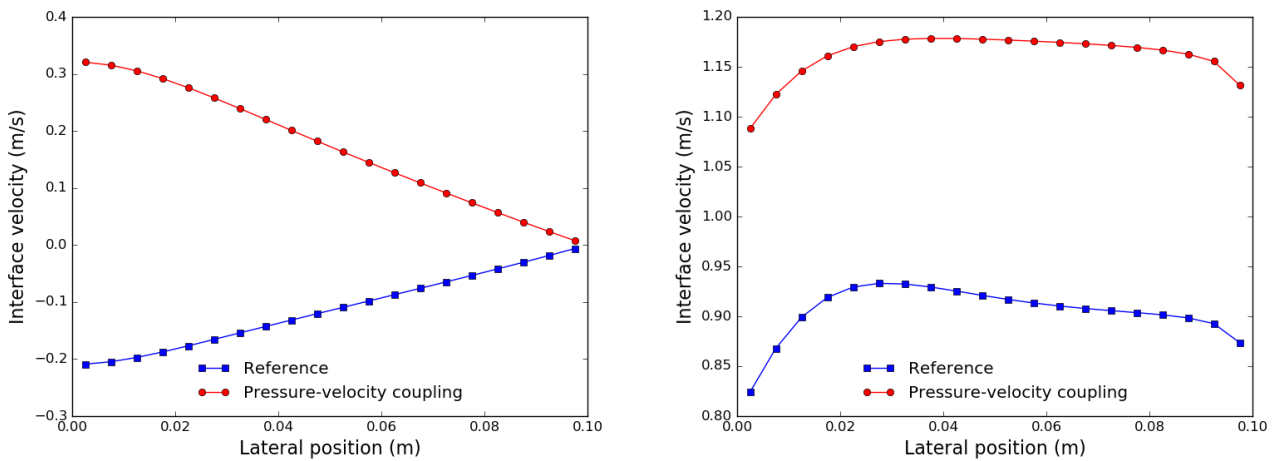 0.4
0.3
0.2
0.1
0.0
−0.1
−0.2
−0.3
Interface velocity (m/s)
Reference
Pressure-velocity coupling
0.00 0.02 0.04 0.06 0.08 0.10
Lateral position (m)
1.20
1.15
1.10
1.05
1.00
0.95
0.90
0.85
0.80
Interface velocity (m/s)
Reference
Pressure-velocity coupling
0.00 0.02 0.04 0.06 0.08 0.10
Lateral position (m)